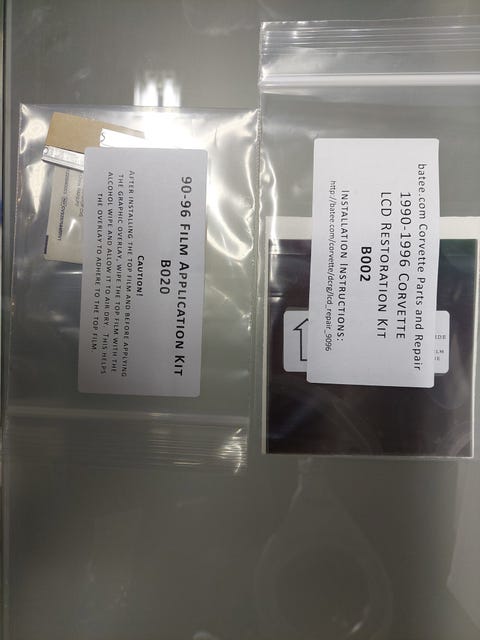 batee.com Corvette Parts and Repair
1990-1996 Corvette
LCD Restoration Kit
B002
Installation Instructions:
http://batee.com/corvette/dcrg/lcd_repair_9096
90-96 Film Application Kit
B020
Caution!
After installing the top film and before applying
the graphic overlay, wipe the top film with the
alcohol wipe and allow it to air dry. This helps
the overlay to adhere to the top film.